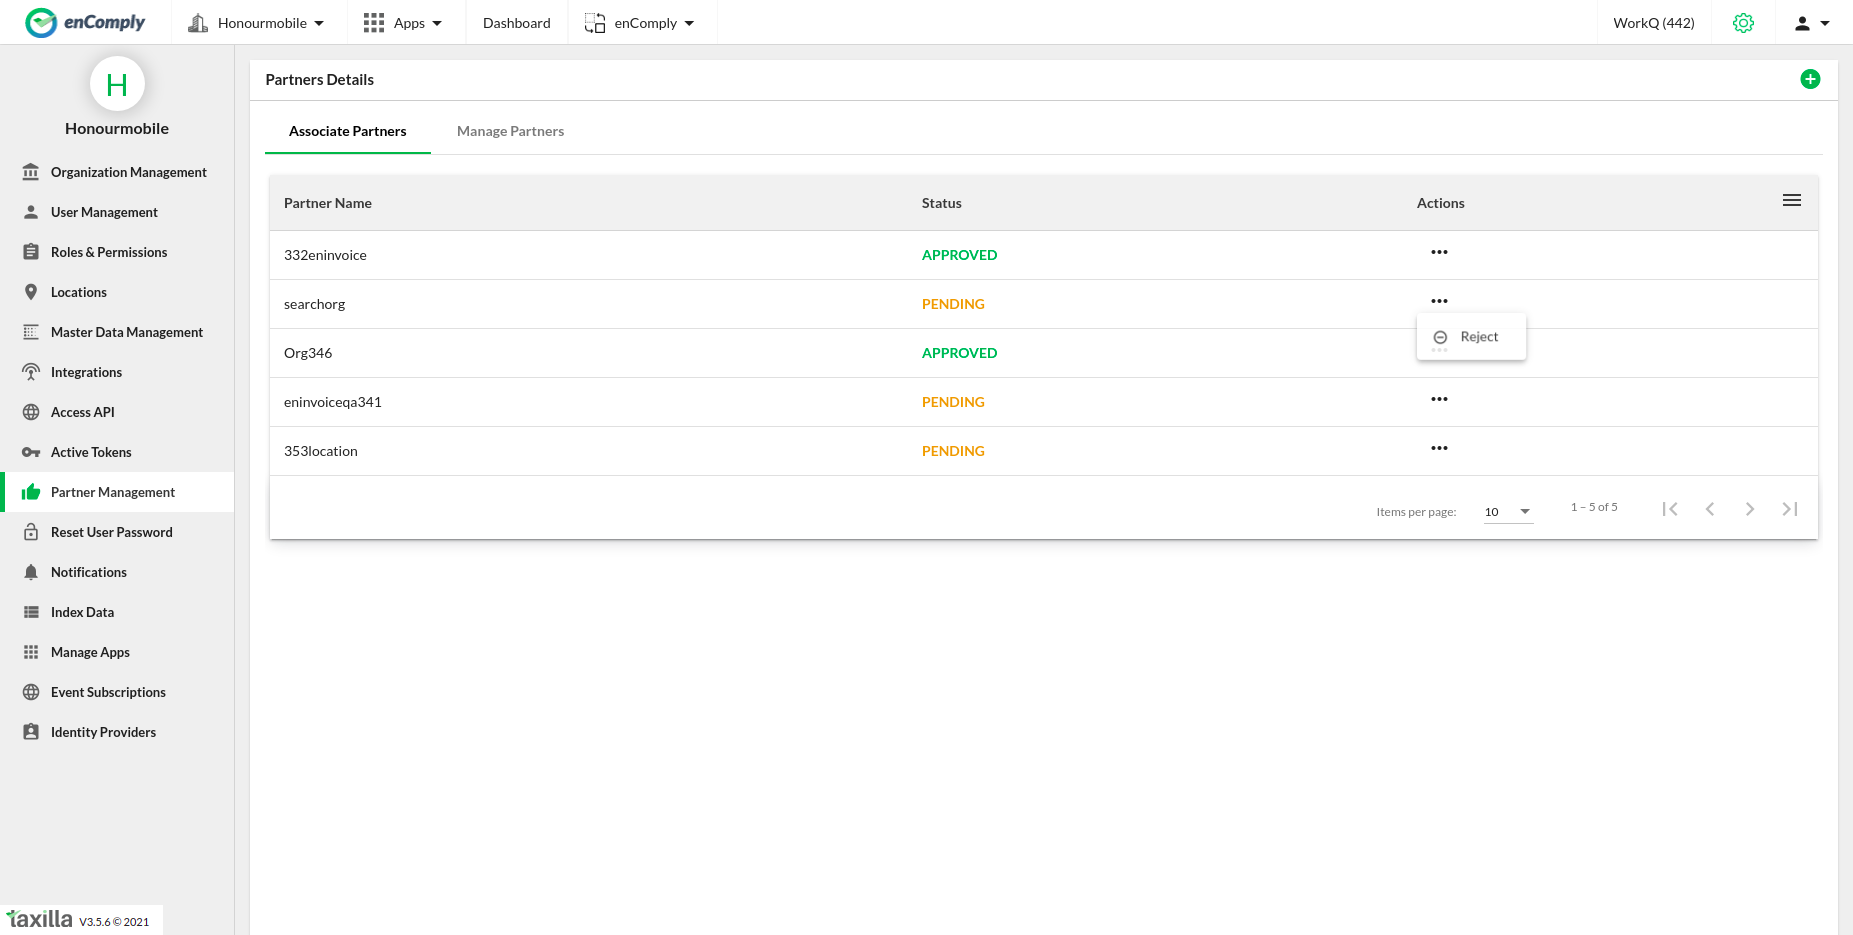 enComply
Honourmobile
Apps
Dashboard
enComply
WorkQ (442)
H
Honourmobile
Organization Management
User Management
Roles & Permissions
Locations
Master Data Management
Integrations
Access API
Active Tokens
Partner Management
Reset User Password
Notifications
Index Data
Manage Apps
Event Subscriptions
Identity Providers
taxilla V3.5.6 © 2021
Partners Details
Associate Partners Manage Partners
Partner Name Status Actions
332eninvoice APPROVED
searchorg PENDING
Reject
Org346 APPROVED
eninvoiceqa341 PENDING
353location PENDING
Items per page: 10 1 – 5 of 5